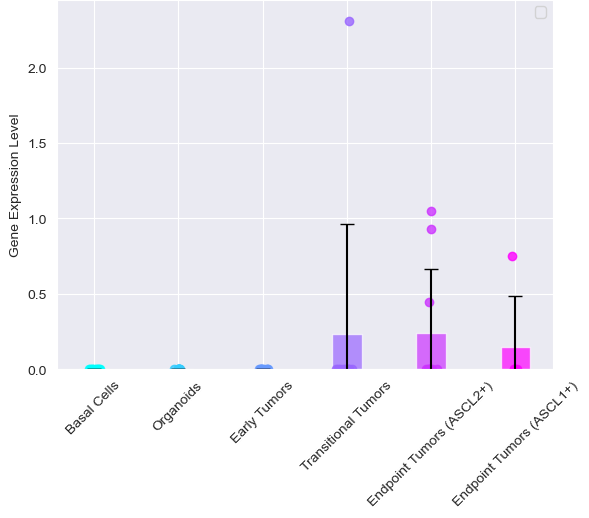 Gene Expression Level
2.0
1.5
1.0
0.5
0.0
Basal Cells
Organoids
Early Tumors
Transitional Tumors
Endpoint Tumors (ASCL2+)
Endpoint Tumors (ASCL1+)